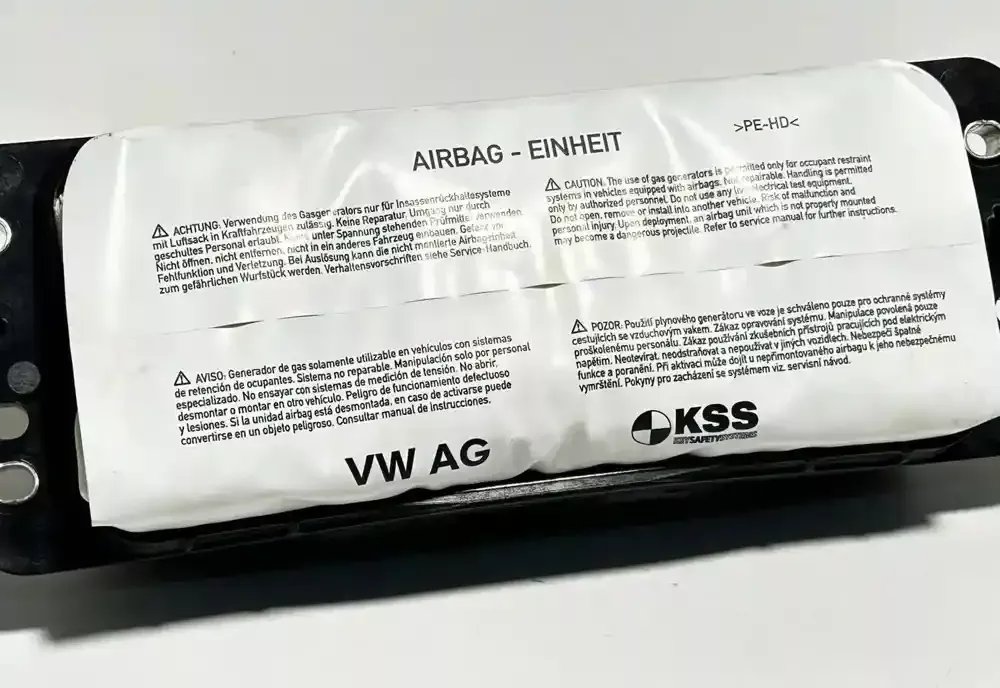 AIRBAG - EINHEIT
>PE-HD<
⚠ ACHTUNG: Verwendung des Gasger erators nur für Insassenrückhaltesysteme
mit Luftsack in Kraftfahrzeugen zulässig. Keine Reparatur, Umgang nur durch
geschultes Personal erlaubt. unter Spannung stehenden Prüfmittel verwenden.
Nicht öffnen, nicht entfernen, nicht in ein anderes Fahrzeug einbauen. Gefahr von
Fehlfunktion und Verletzung. Bei Auslösung kann die nicht montierte Airbageinheit
zum gefährlichen Wurfstück werden. Verhaltensvorschriften siehe Service-Handbuch.
⚠ CAUTION: The use of gas generators is permitted only for occupant restraint
systems in vehicles equipped with airbags. Not repairable. Handling is permitted
only by authorized personnel. Do not use any electrical test equipment.
Do not open, remove or install into another vehicle. Risk of malfunction and
personal injury. Upon deployment, an airbag unit which is not properly mounted
may become a dangerous projectile. Refer to service manual for further instructions.
⚠ AVISO: Generador de gas solamente utilizable en vehículos con sistemas
de retención de ocupantes. Sistema no reparable. Manipulación solo por personal
especializado. No ensayar con sistemas de medición de tensión. No abrir,
desmontar o montar en otro vehículo. Peligro de funcionamiento defectuoso
y lesiones. Si la unidad airbag está desmontada, en caso de activarse puede
convertirse en un objeto peligroso. Consultar manual de instrucciones.
⚠ POZOR: Použití plynového generátoru ve voze je schváleno pouze pro ochranné systémy
cestujících se vzduchovým vakem. Zákaz opravování systému. Manipulace povolená pouze
proškolenému personálu. Zákaz používání zkušebních přístrojů pracujících pod elektrickým
napětím. Neotevírat, neodstraňovat a nepoužívat v jiných vozidlech. Nebezpečí špatné
funkce a poranění. Při aktivaci může dojít u nepřimontovaného airbagu k jeho nebezpečnému
vymrštění. Pokyny pro zacházení se systémem viz. servisní návod.
VW AG
KSS
KEYSAFETYSYSTEMS